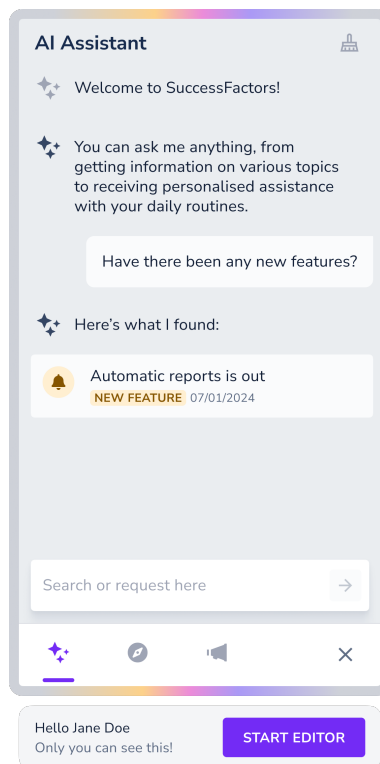 AI Assistant
Welcome to SuccessFactors!
You can ask me anything, from
getting information on various topics
to receiving personalised assistance
with your daily routines.
Have there been any new features?
Here’s what I found:
Automatic reports is out
NEW FEATURE 07/01/2024
Search or request here
Hello Jane Doe
Only you can see this!
START EDITOR